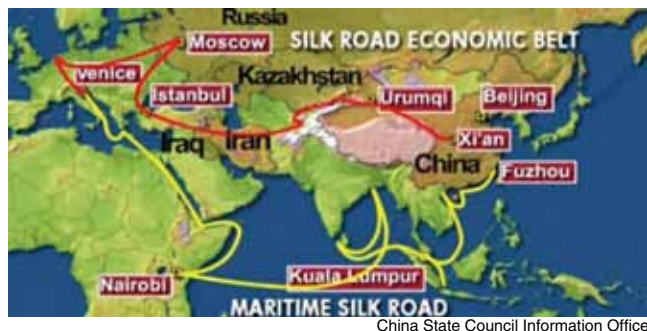 Russia
Moscow
SILK ROAD ECONOMIC BELT
venice
Kazakhstan
Istanbul
Urumqi
Beijing
Iraq
Iran
Xi'an
China
Fuzhou
Nairobi
Kuala Lumpur
MARITIME SILK ROAD
China State Council Information Office